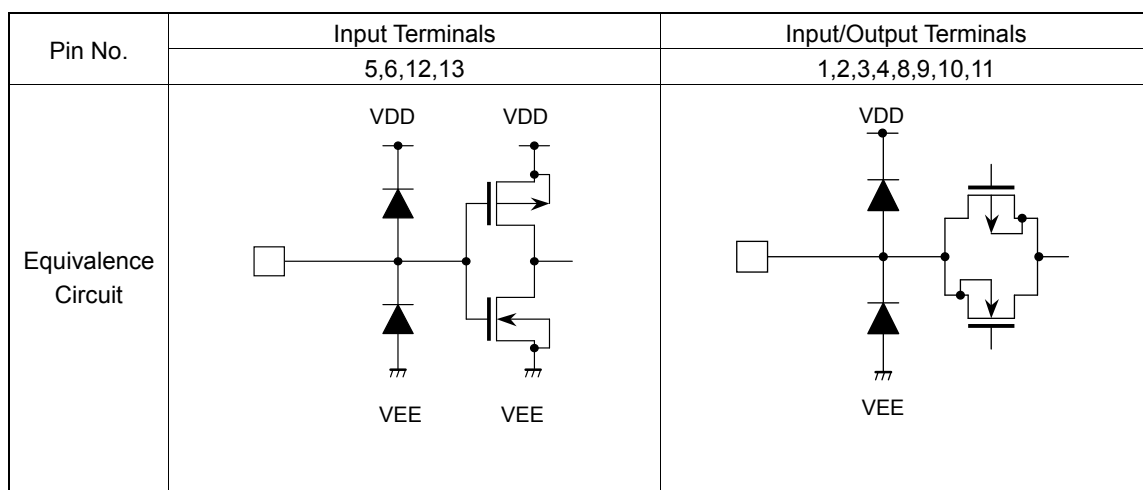 Pin No.
Input Terminals
Input/Output Terminals
5,6,12,13
1,2,3,4,8,9,10,11
Equivalence
Circuit
VDD
VDD
VEE
VEE
VDD
VEE